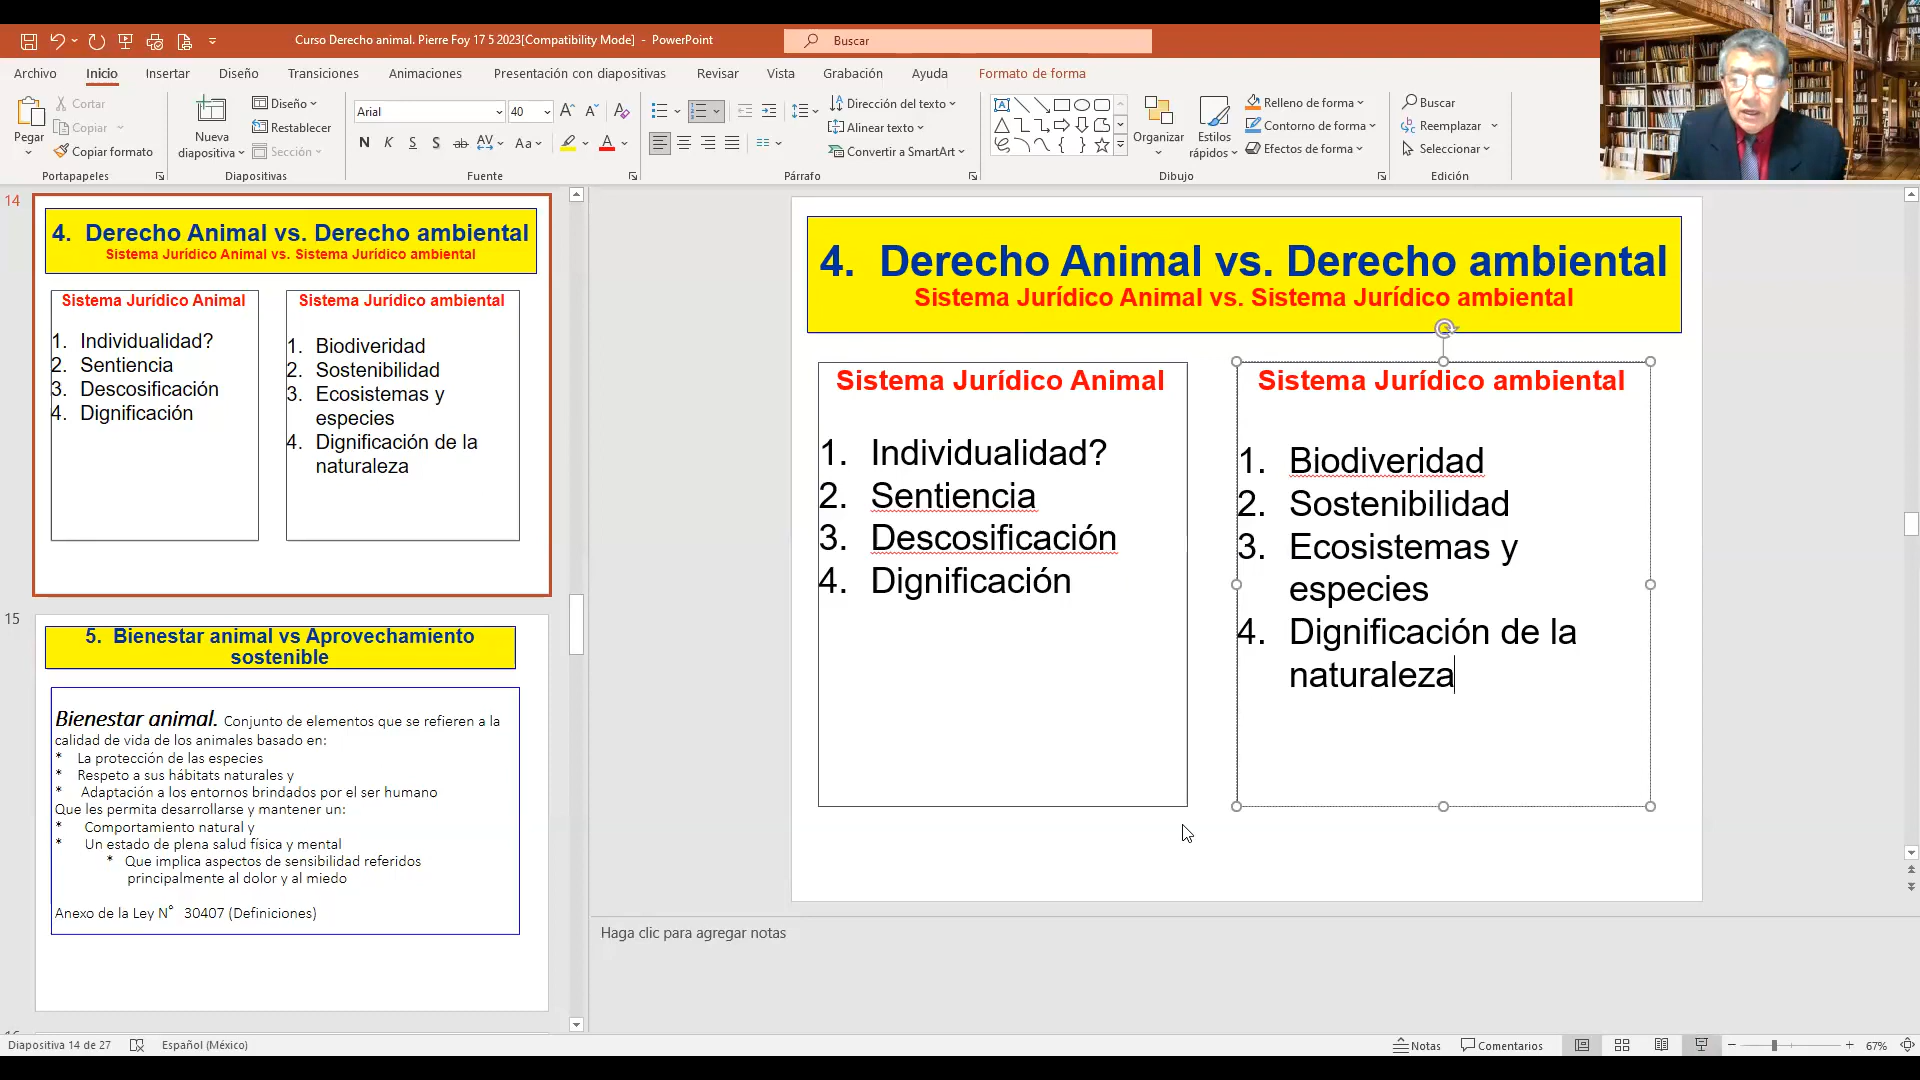 Curso Derecho animal. Pierre Foy 17 5 2023[Compatibility Mode] - PowerPoint
Buscar
Archivo Inicio Insertar Diseño Transiciones Animaciones Presentación con diapositivas Revisar Vista Grabación Ayuda Formato de forma
Pegar
Cortar
Copiar
Copiar formato
Portapapeles
Nueva diapositiva
Diseño
Restablecer
Sección
Diapositivas
Arial 40
N K S S ab AV Aa A
Fuente
Dirección del texto
Alinear texto
Convertir a SmartArt
Párrafo
Organizar
Estilos rápidos
Relleno de forma
Contorno de forma
Efectos de forma
Dibujo
Buscar
Reemplazar
Seleccionar
Edición
14
4. Derecho Animal vs. Derecho ambiental
Sistema Jurídico Animal vs. Sistema Jurídico ambiental
Sistema Jurídico Animal
1. Individualidad?
2. Sentiencia
3. Descosificación
4. Dignificación
Sistema Jurídico ambiental
1. Biodiveridad
2. Sostenibilidad
3. Ecosistemas y
especies
4. Dignificación de la
naturaleza
15
5. Bienestar animal vs Aprovechamiento
sostenible
Bienestar animal. Conjunto de elementos que se refieren a la
calidad de vida de los animales basado en:
* La protección de las especies
* Respeto a sus hábitats naturales y
* Adaptación a los entornos brindados por el ser humano
Que les permita desarrollarse y mantener un:
* Comportamiento natural y
* Un estado de plena salud física y mental
* Que implica aspectos de sensibilidad referidos
principalmente al dolor y al miedo
Anexo de la Ley N° 30407 (Definiciones)
4. Derecho Animal vs. Derecho ambiental
Sistema Jurídico Animal vs. Sistema Jurídico ambiental
Sistema Jurídico Animal
1. Individualidad?
2. Sentiencia
3. Descosificación
4. Dignificación
Sistema Jurídico ambiental
1. Biodiveridad
2. Sostenibilidad
3. Ecosistemas y
especies
4. Dignificación de la
naturaleza
Haga clic para agregar notas
Diapositiva 14 de 27
Español (México)
Notas
Comentarios
67%